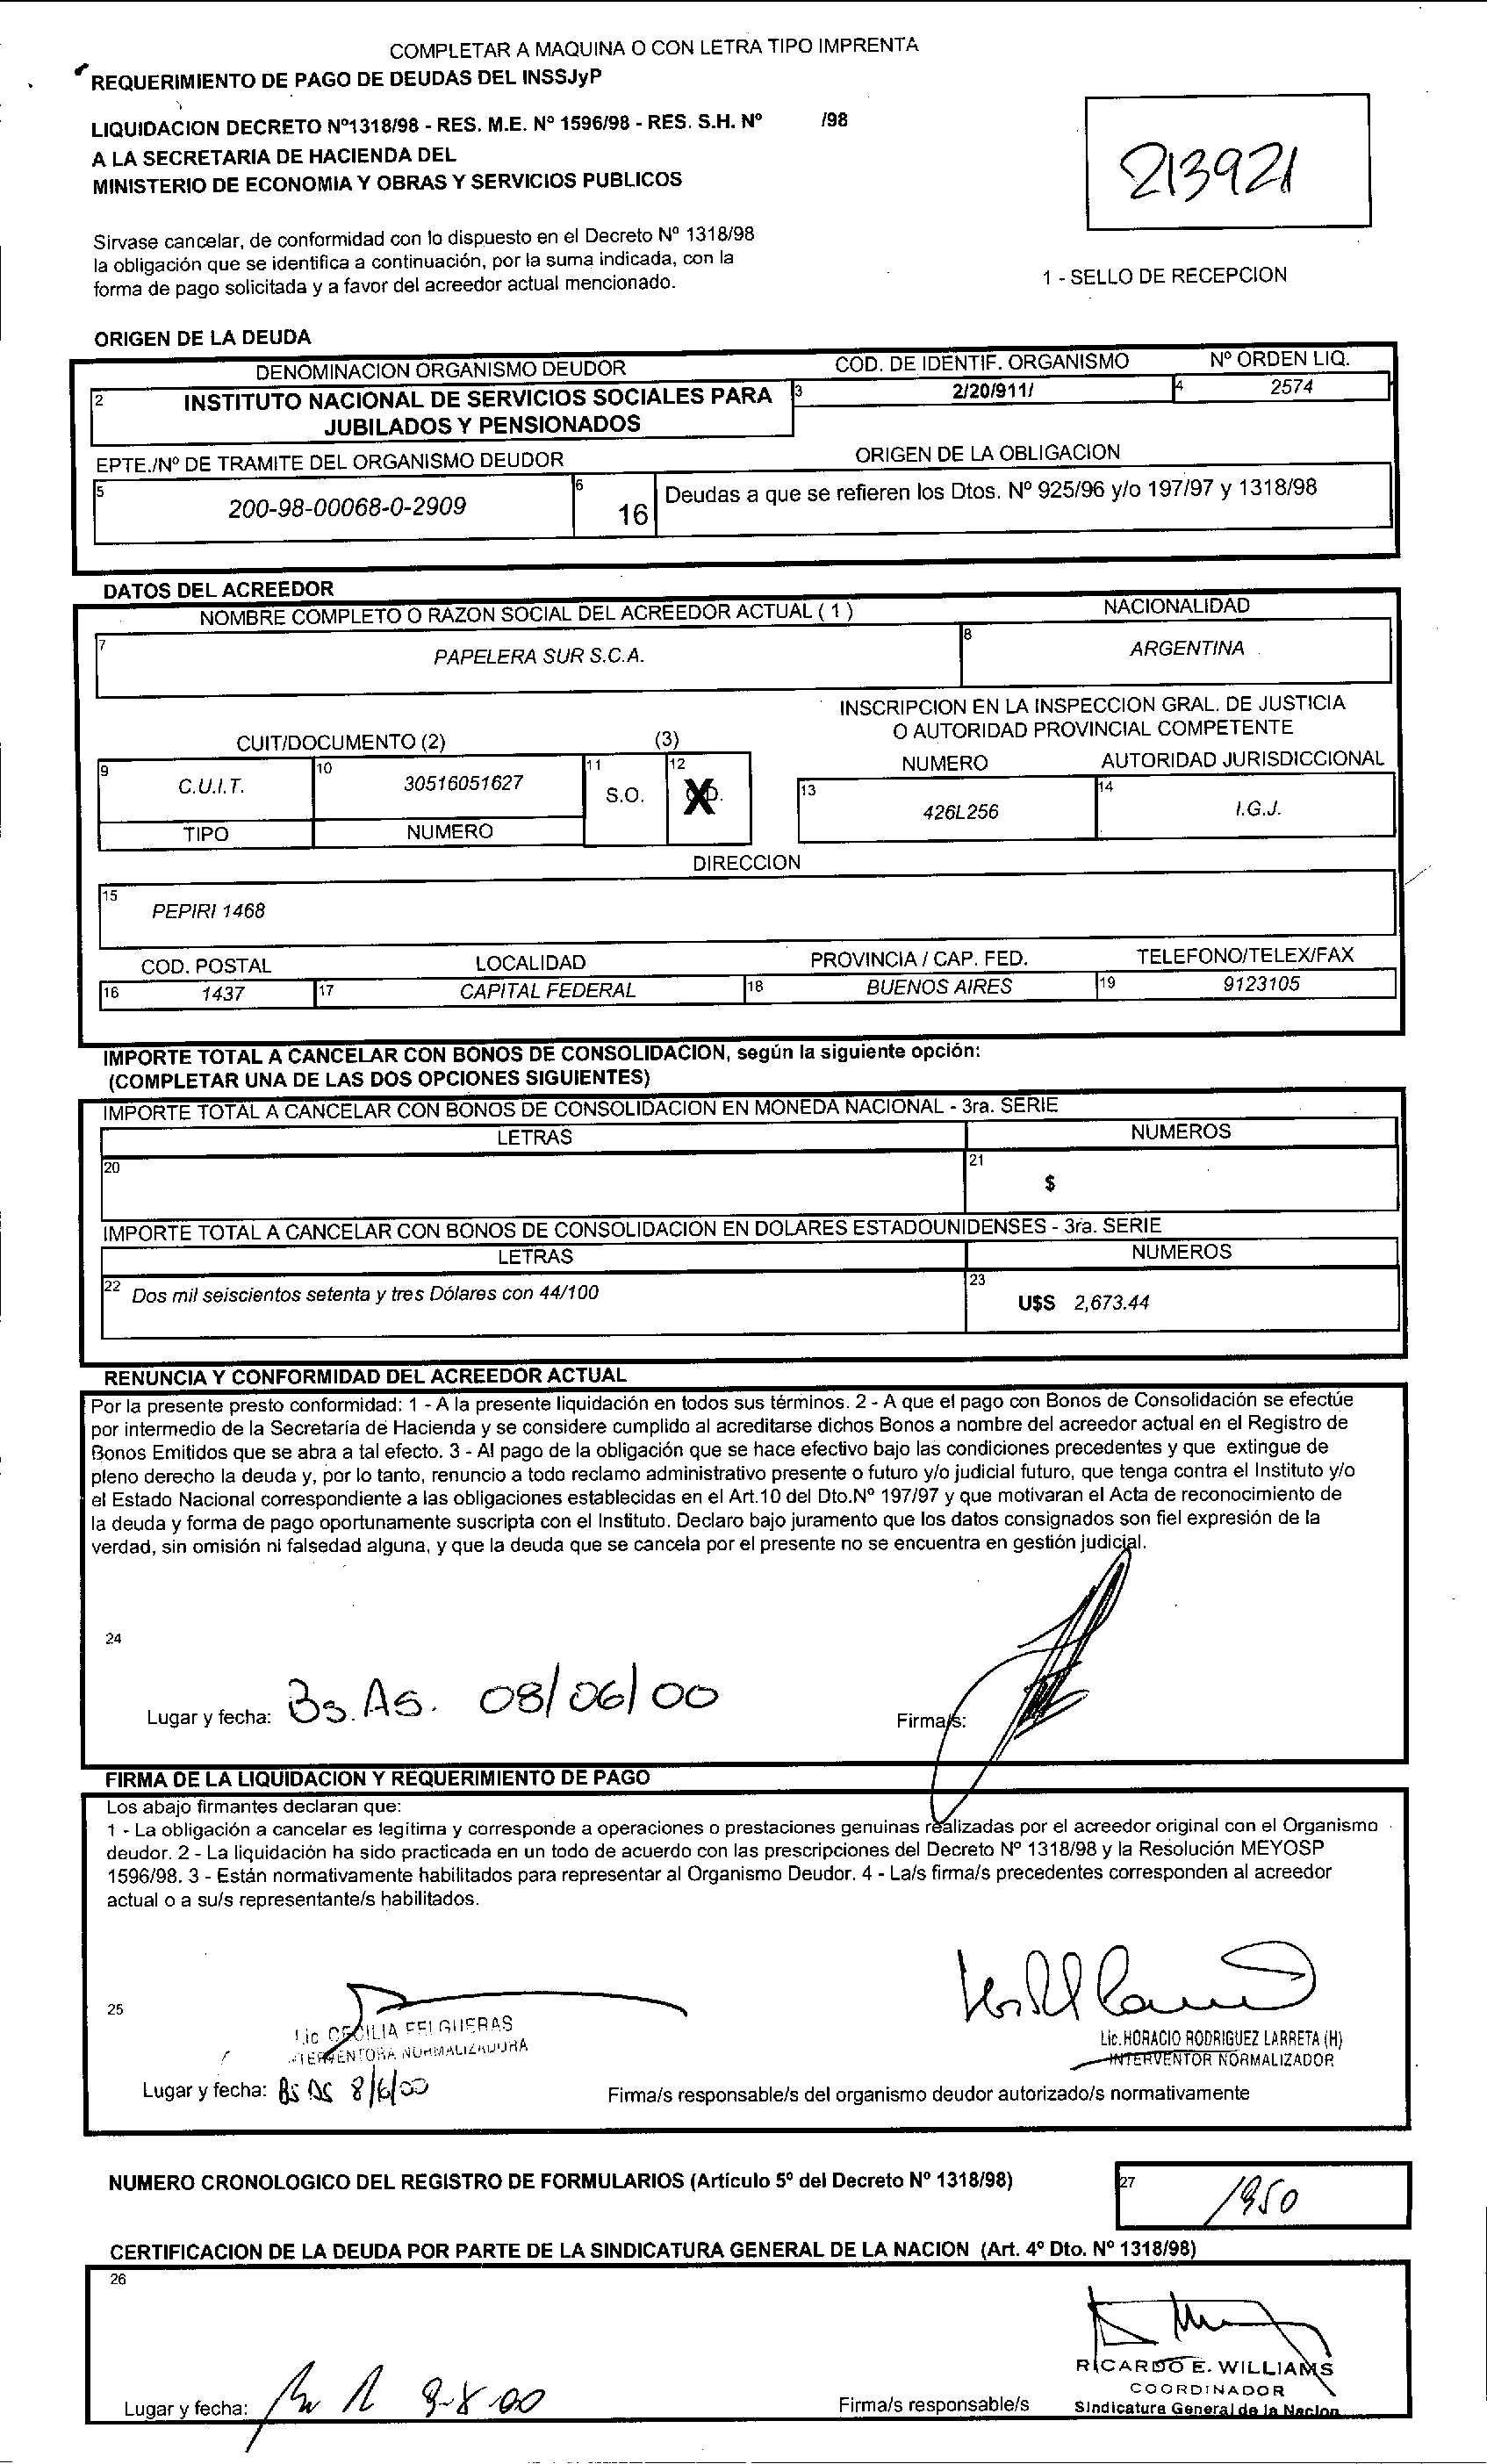 COMPLETAR A MAQUINA O CON LETRA TIPO IMPRENTA
REQUERIMIENTO DE PAGO DE DEUDAS DEL INSSJyP
LIQUIDACION DECRETO Nº1318/98 - RES. M.E. Nº 1596/98 - RES. S.H. Nº /98
A LA SECRETARIA DE HACIENDA DEL
MINISTERIO DE ECONOMIA Y OBRAS Y SERVICIOS PUBLICOS
213921
Sirvase cancelar, de conformidad con lo dispuesto en el Decreto Nº 1318/98
la obligación que se identifica a continuación, por la suma indicada, con la
forma de pago solicitada y a favor del acreedor actual mencionado.
1 - SELLO DE RECEPCION
ORIGEN DE LA DEUDA
DENOMINACION ORGANISMO DEUDOR COD. DE IDENTIF. ORGANISMO Nº ORDEN LIQ.
2 INSTITUTO NACIONAL DE SERVICIOS SOCIALES PARA 3 2/20/911/ 4 2574
JUBILADOS Y PENSIONADOS
EPTE./Nº DE TRAMITE DEL ORGANISMO DEUDOR ORIGEN DE LA OBLIGACION
5 200-98-00068-0-2909 6 16 Deudas a que se refieren los Dtos. Nº 925/96 y/o 197/97 y 1318/98
DATOS DEL ACREEDOR
NOMBRE COMPLETO O RAZON SOCIAL DEL ACREEDOR ACTUAL ( 1 ) NACIONALIDAD
7 PAPELERA SUR S.C.A. 8 ARGENTINA
INSCRIPCION EN LA INSPECCION GRAL. DE JUSTICIA
O AUTORIDAD PROVINCIAL COMPETENTE
CUIT/DOCUMENTO (2) (3)
NUMERO AUTORIDAD JURISDICCIONAL
9 C.U.I.T. 10 30516051627 11 S.O. 12 X 13 426L256 14 I.G.J.
TIPO NUMERO
DIRECCION
15 PEPIRI 1468
COD. POSTAL LOCALIDAD PROVINCIA / CAP. FED. TELEFONO/TELEX/FAX
16 1437 17 CAPITAL FEDERAL 18 BUENOS AIRES 19 9123105
IMPORTE TOTAL A CANCELAR CON BONOS DE CONSOLIDACION, según la siguiente opción:
(COMPLETAR UNA DE LAS DOS OPCIONES SIGUIENTES)
IMPORTE TOTAL A CANCELAR CON BONOS DE CONSOLIDACION EN MONEDA NACIONAL - 3ra. SERIE
LETRAS NUMEROS
20 21 $
IMPORTE TOTAL A CANCELAR CON BONOS DE CONSOLIDACION EN DOLARES ESTADOUNIDENSES - 3ra. SERIE
LETRAS NUMEROS
22 Dos mil seiscientos setenta y tres Dólares con 44/100 23 U$S 2,673.44
RENUNCIA Y CONFORMIDAD DEL ACREEDOR ACTUAL
Por la presente presto conformidad: 1 - A la presente liquidación en todos sus términos. 2 - A que el pago con Bonos de Consolidación se efectúe
por intermedio de la Secretaría de Hacienda y se considere cumplido al acreditarse dichos Bonos a nombre del acreedor actual en el Registro de
Bonos Emitidos que se abra a tal efecto. 3 - Al pago de la obligación que se hace efectivo bajo las condiciones precedentes y que extingue de
pleno derecho la deuda y, por lo tanto, renuncio a todo reclamo administrativo presente o futuro y/o judicial futuro, que tenga contra el Instituto y/o
el Estado Nacional correspondiente a las obligaciones establecidas en el Art.10 del Dto.Nº 197/97 y que motivaran el Acta de reconocimiento de
la deuda y forma de pago oportunamente suscripta con el Instituto. Declaro bajo juramento que los datos consignados son fiel expresión de la
verdad, sin omisión ni falsedad alguna, y que la deuda que se cancela por el presente no se encuentra en gestión judicial.
24
Lugar y fecha: Bs.As. 08/06/00 Firma/s:
FIRMA DE LA LIQUIDACION Y REQUERIMIENTO DE PAGO
Los abajo firmantes declaran que:
1 - La obligación a cancelar es legítima y corresponde a operaciones o prestaciones genuinas realizadas por el acreedor original con el Organismo
deudor. 2 - La liquidación ha sido practicada en un todo de acuerdo con las prescripciones del Decreto Nº 1318/98 y la Resolución MEYOSP
1596/98. 3 - Están normativamente habilitados para representar al Organismo Deudor. 4 - La/s firma/s precedentes corresponden al acreedor
actual o a su/s representante/s habilitados.
25
Lic CECILIA FELGUERAS Lic. HORACIO RODRIGUEZ LARRETA (H)
INTERVENTORA NORMALIZADORA INTERVENTOR NORMALIZADOR
Lugar y fecha: Bs As 8/6/00 Firma/s responsable/s del organismo deudor autorizado/s normativamente
NUMERO CRONOLOGICO DEL REGISTRO DE FORMULARIOS (Artículo 5º del Decreto Nº 1318/98) 27 1950
CERTIFICACION DE LA DEUDA POR PARTE DE LA SINDICATURA GENERAL DE LA NACION (Art. 4º Dto. Nº 1318/98)
26
RICARDO E. WILLIAMS
COORDINADOR
Lugar y fecha: 9-8-00 Firma/s responsable/s Sindicatura General de la Nacion